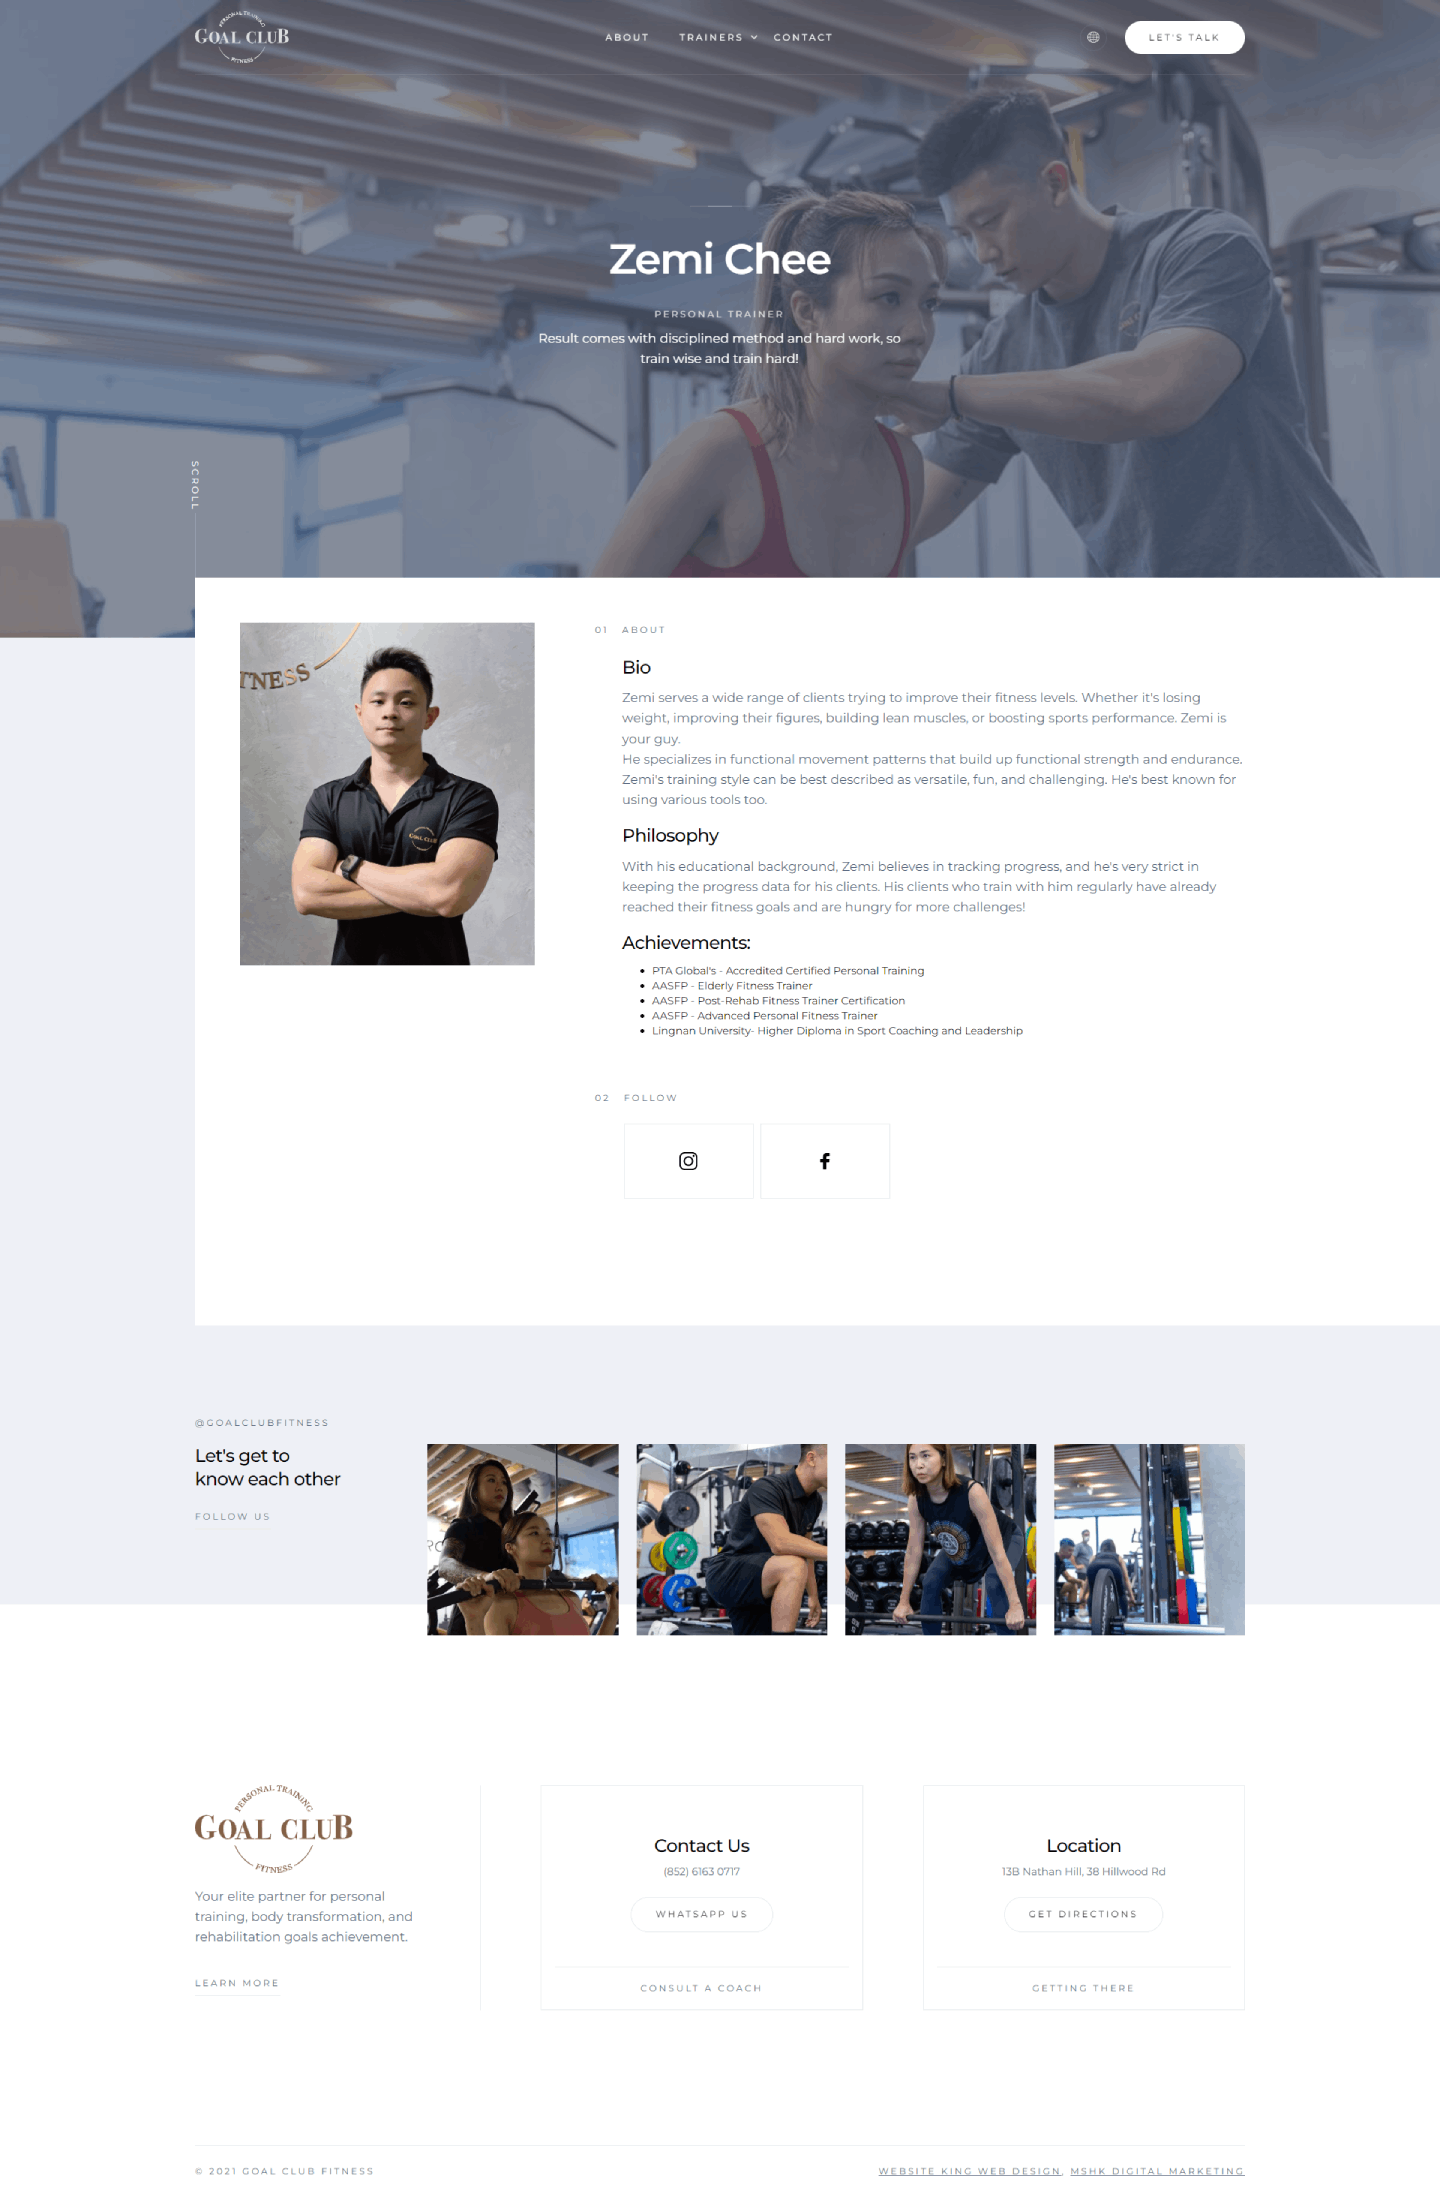 PERSONAL TRAINING
GOAL CLUB
FITNESS
ABOUT
TRAINERS
CONTACT
LET'S TALK
Zemi Chee
PERSONAL TRAINER
Result comes with disciplined method and hard work, so
train wise and train hard!
SCROLL
TNESS
GOAL CLUB
01 ABOUT
Bio
Zemi serves a wide range of clients trying to improve their fitness levels. Whether it's losing
weight, improving their figures, building lean muscles, or boosting sports performance. Zemi is
your guy.
He specializes in functional movement patterns that build up functional strength and endurance.
Zemi's training style can be best described as versatile, fun, and challenging. He's best known for
using various tools too.
Philosophy
With his educational background, Zemi believes in tracking progress, and he's very strict in
keeping the progress data for his clients. His clients who train with him regularly have already
reached their fitness goals and are hungry for more challenges!
Achievements:
• PTA Global's - Accredited Certified Personal Training
• AASFP - Elderly Fitness Trainer
• AASFP - Post-Rehab Fitness Trainer Certification
• AASFP - Advanced Personal Fitness Trainer
• Lingnan University- Higher Diploma in Sport Coaching and Leadership
02 FOLLOW
@GOALCLUBFITNESS
Let's get to
know each other
FOLLOW US
PERSONAL TRAINING
GOAL CLUB
FITNESS
Your elite partner for personal
training, body transformation, and
rehabilitation goals achievement.
LEARN MORE
Contact Us
(852) 6163 0717
WHATSAPP US
CONSULT A COACH
Location
13B Nathan Hill, 38 Hillwood Rd
GET DIRECTIONS
GETTING THERE
© 2021 GOAL CLUB FITNESS
WEBSITE KING WEB DESIGN, MSHK DIGITAL MARKETING